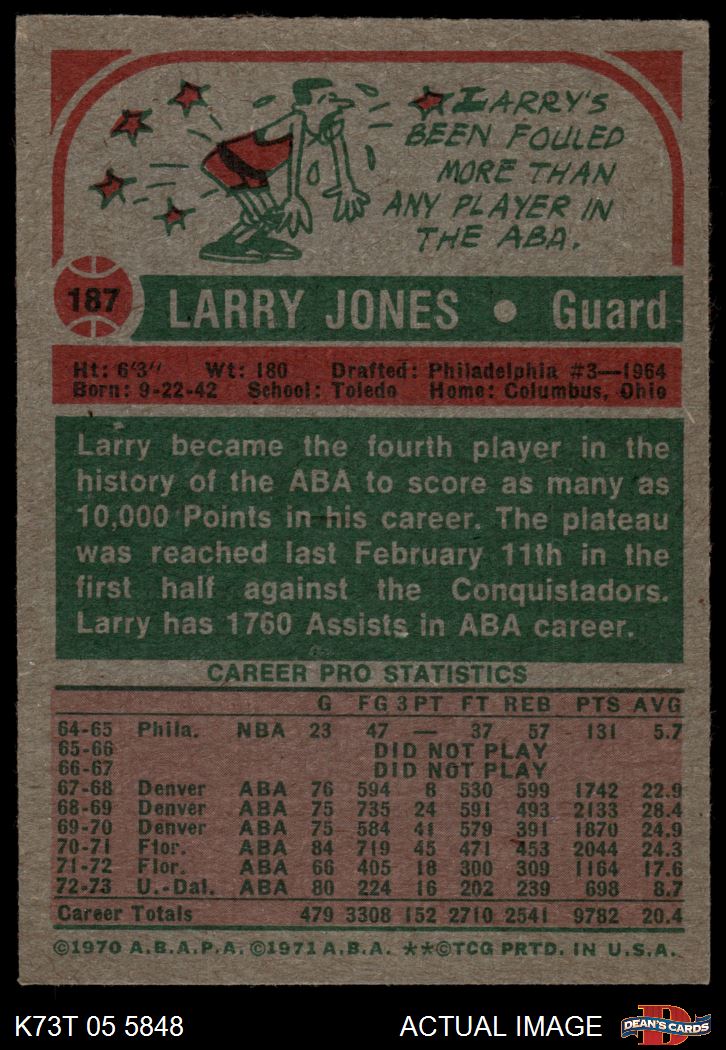 LARRY'S
BEEN FOULED
MORE THAN
ANY PLAYER IN
THE ABA.
187 LARRY JONES • Guard
Ht: 6'3" Wt: 180 Drafted: Philadelphia #3—1964
Born: 9-22-42 School: Toledo Home: Columbus, Ohio
Larry became the fourth player in the
history of the ABA to score as many as
10,000 Points in his career. The plateau
was reached last February 11th in the
first half against the Conquistadors.
Larry has 1760 Assists in ABA career.
CAREER PRO STATISTICS
G FG 3PT FT REB PTS AVG
64-65 Phila. NBA 23 47 — 37 57 131 5.7
65-66 DID NOT PLAY
66-67 DID NOT PLAY
67-68 Denver ABA 76 594 8 530 599 1742 22.9
68-69 Denver ABA 75 735 24 591 493 2133 28.4
69-70 Denver ABA 75 584 41 579 391 1870 24.9
70-71 Flor. ABA 84 719 45 471 453 2044 24.3
71-72 Flor. ABA 66 405 18 300 309 1164 17.6
72-73 U.-Dal. ABA 80 224 16 202 239 698 8.7
Career Totals 479 3308 152 2710 2541 9782 20.4
©1970 A.B.A.P.A. ©1971 A.B.A. **©TCG PRTD. IN U.S.A.
K73T 05 5848 ACTUAL IMAGE DEAN'S CARDS